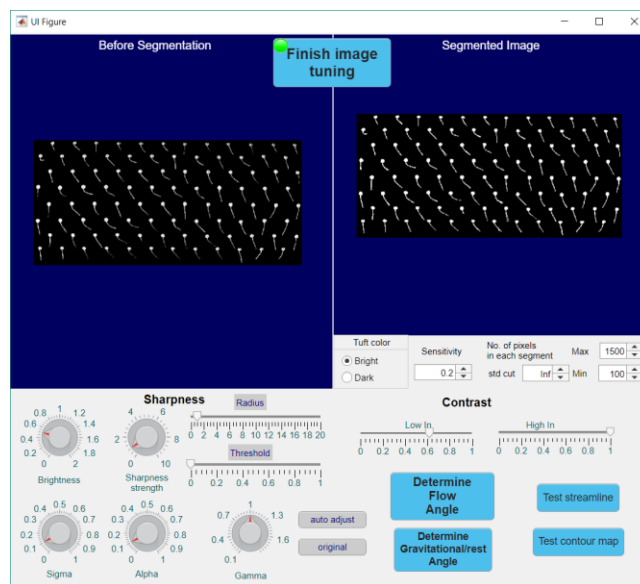 UI Figure
Before Segmentation
Finish image
tuning
Segmented Image
Tuft color
Bright
Dark
Sensitivity
0.2
No. of pixels
in each segment
std cut
Inf
Max
1500
Min
100
Sharpness
Radius
0 2 4 6 8 10 12 14 16 18 20
Threshold
0 0.2 0.4 0.6 0.8 1
0 0.2 0.4 0.6 0.8 1 1.2 1.4 1.6 1.8 2
Brightness
0 2 4 6 8 10
Sharpness
strength
Contrast
Low In
0 0.2 0.4 0.6 0.8 1
High In
0 0.2 0.4 0.6 0.8 1
0 0.1 0.2 0.3 0.4 0.5 0.6 0.7 0.8 0.9 1
Sigma
0 0.1 0.2 0.3 0.4 0.5 0.6 0.7 0.8 0.9 1
Alpha
0.1 0.4 0.7 1 1.3 1.6
Gamma
auto adjust
original
Determine
Flow
Angle
Determine
Gravitational/rest
Angle
Test streamline
Test contour map